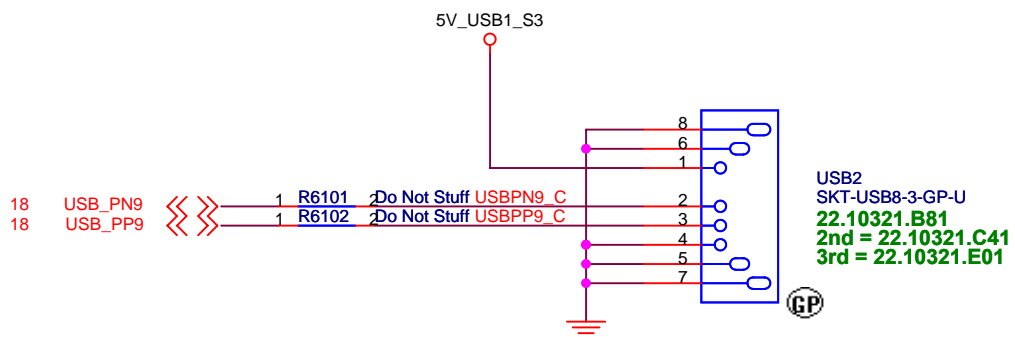 5V_USB1_S3
8
6
1
USB2
SKT-USB8-3-GP-U
22.10321.B81
2nd = 22.10321.C41
3rd = 22.10321.E01
18 USB_PN9 1 R6101 2 Do Not Stuff USBPN9_C 2
18 USB_PP9 1 R6102 2 Do Not Stuff USBPP9_C 3
4
5
7
GP